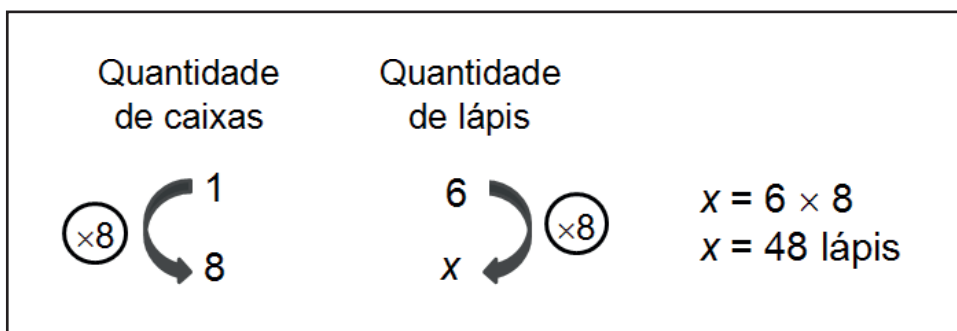 Quantidade
de caixas
Quantidade
de lápis
1
8
×8
6
x
×8
x = 6 × 8
x = 48 lápis